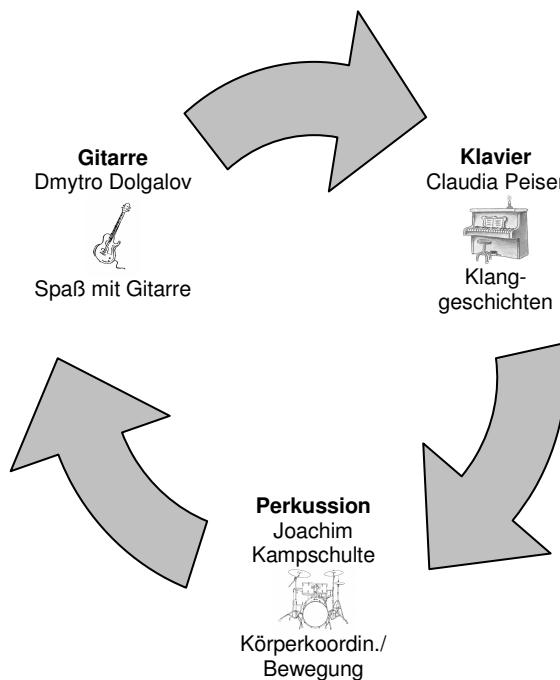 Gitarre
Dmytro Dolgalov
Spaß mit Gitarre
Klavier
Claudia Peiser
Klang-
geschichten
Perkussion
Joachim
Kampschulte
Körperkoordin./
Bewegung